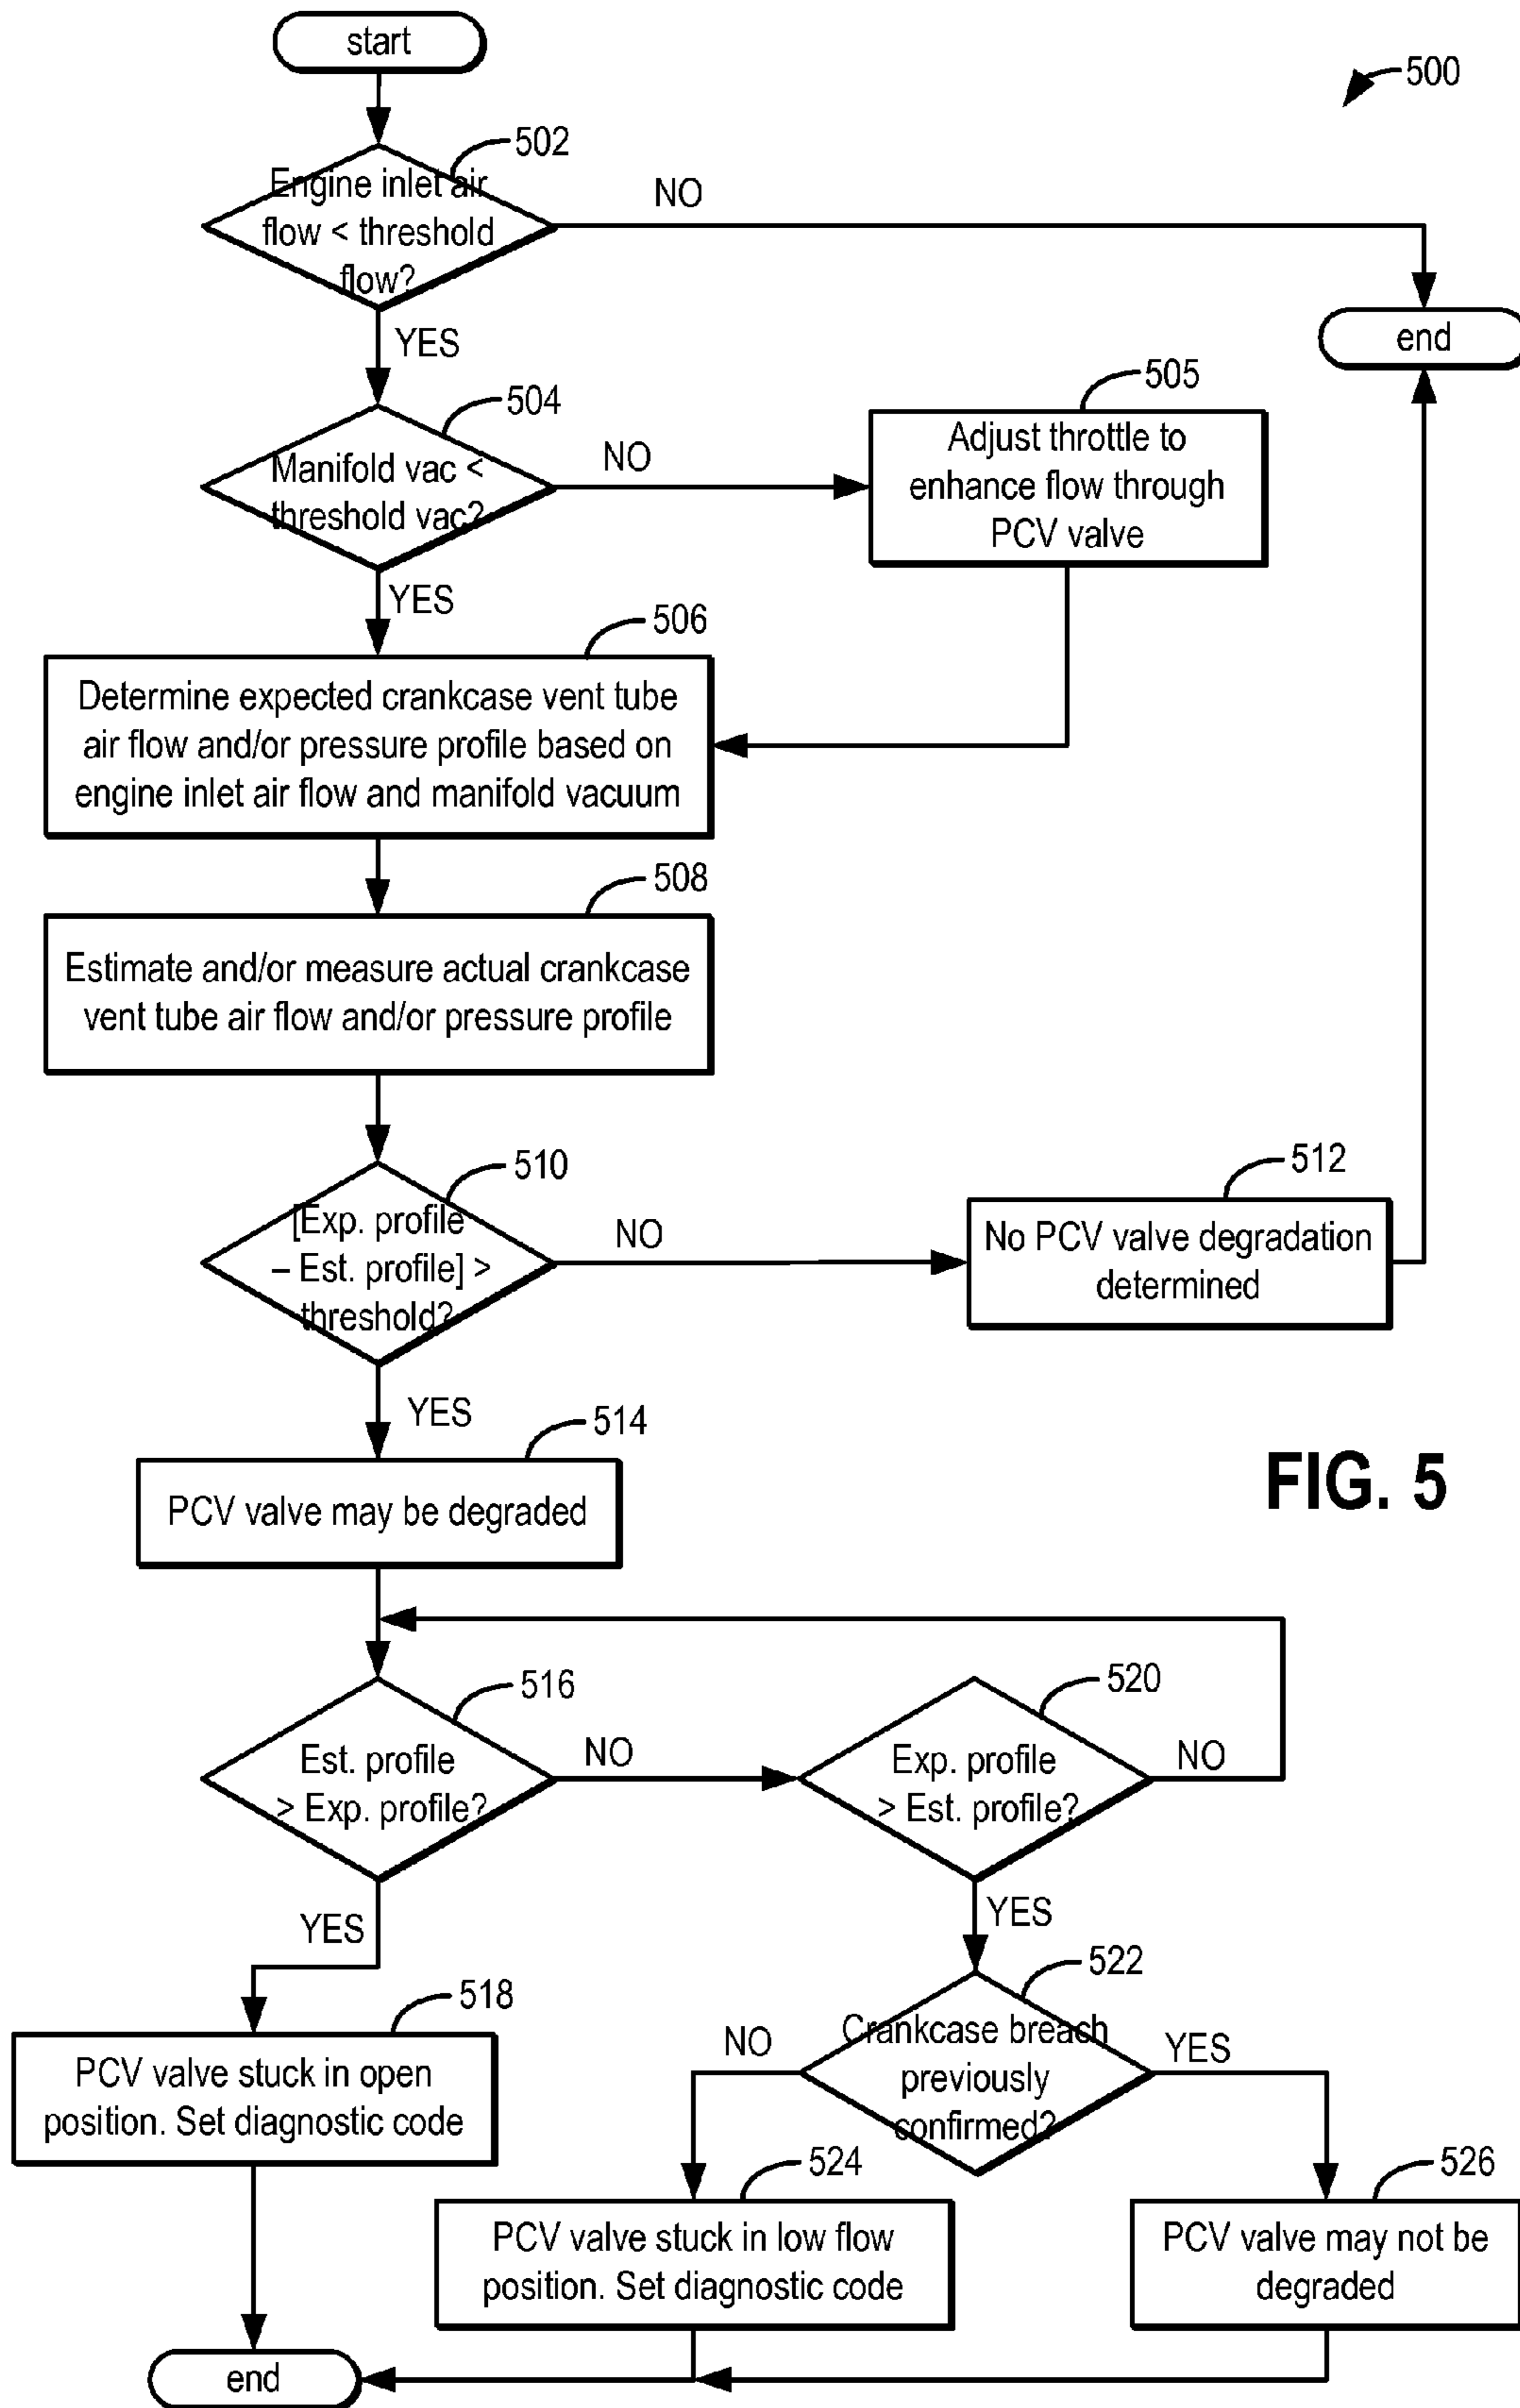 start
500
502
Engine inlet air
flow < threshold
flow?
NO
end
YES
504
Manifold vac <
threshold vac?
NO
505
Adjust throttle to
enhance flow through
PCV valve
YES
506
Determine expected crankcase vent tube
air flow and/or pressure profile based on
engine inlet air flow and manifold vacuum
508
Estimate and/or measure actual crankcase
vent tube air flow and/or pressure profile
510
[Exp. profile
– Est. profile] >
threshold?
NO
512
No PCV valve degradation
determined
YES
514
PCV valve may be degraded
FIG. 5
516
Est. profile
> Exp. profile?
NO
520
Exp. profile
> Est. profile?
NO
YES
YES
518
PCV valve stuck in open
position. Set diagnostic code
522
Crankcase breach
previously
confirmed?
NO
YES
524
PCV valve stuck in low flow
position. Set diagnostic code
526
PCV valve may not be
degraded
end